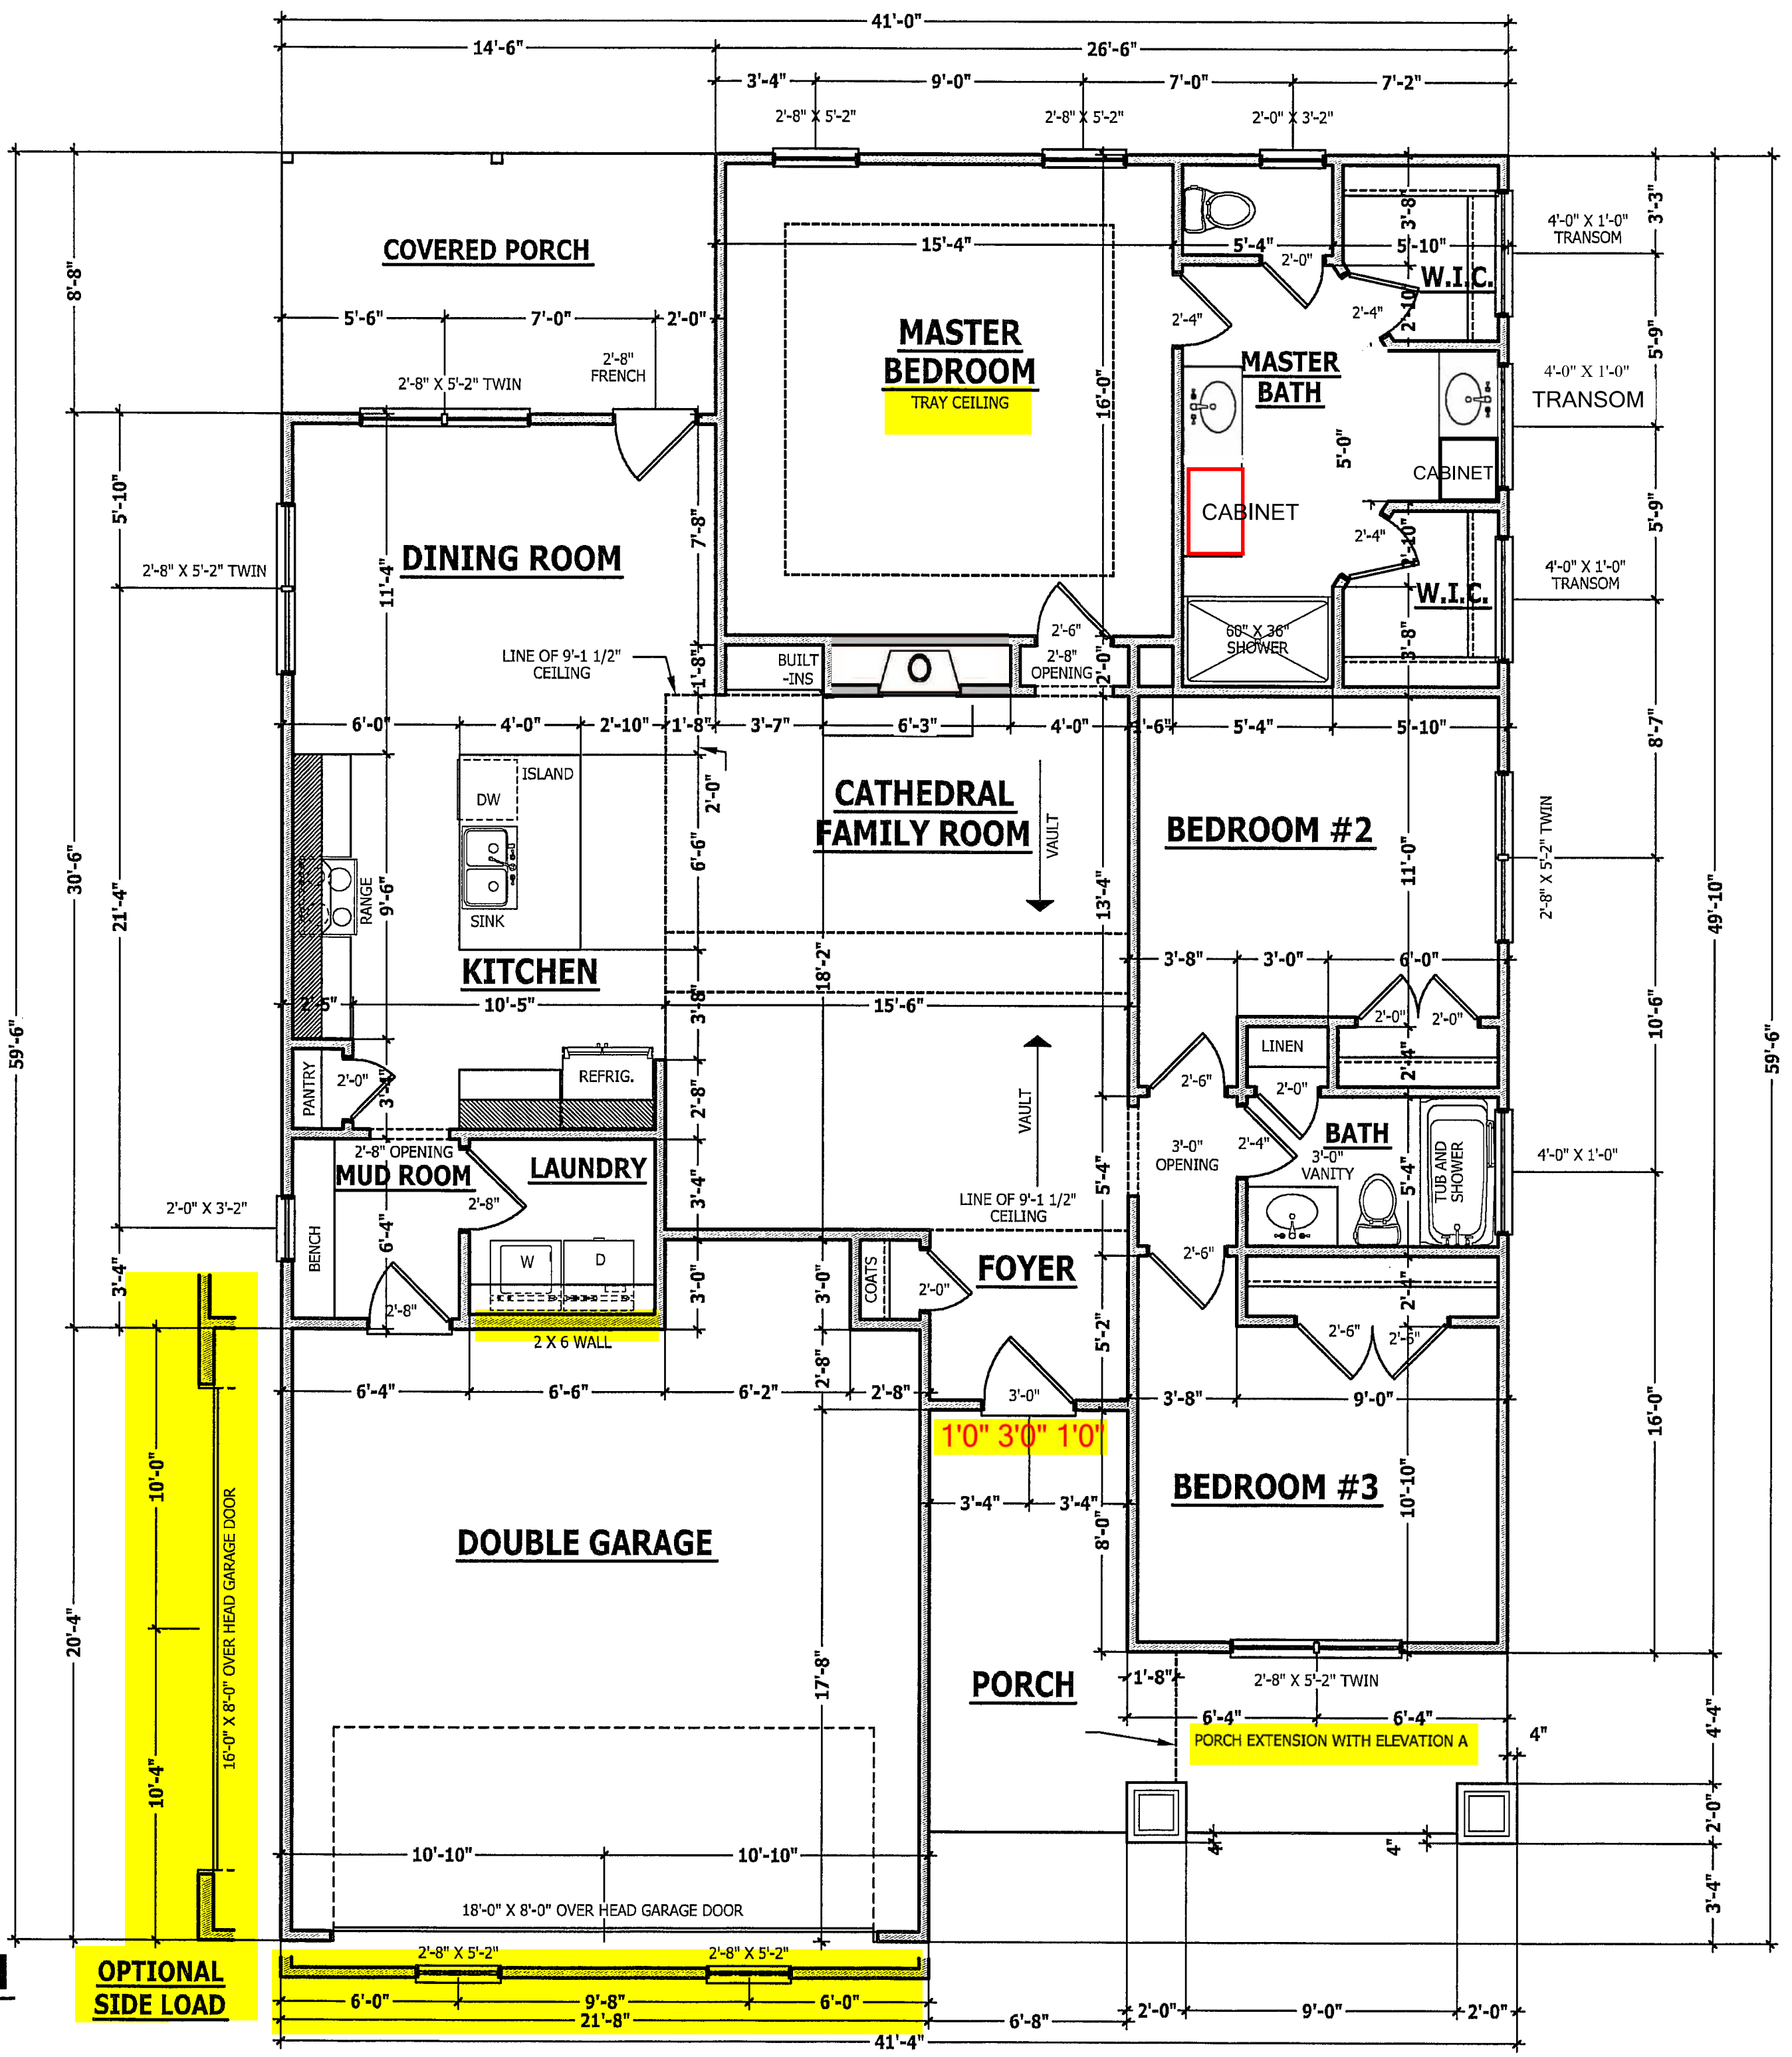 41'-0"
14'-6" 26'-6"
3'-4" 9'-0" 7'-0" 7'-2"
2'-8" X 5'-2" 2'-8" X 5'-2" 2'-0" X 3'-2"
COVERED PORCH
8'-8"
5'-6" 7'-0" 2'-0"
2'-8" X 5'-2" TWIN
2'-8"
FRENCH
15'-4" 5'-4" 5'-10"
3'-8"
3'-3"
4'-0" X 1'-0"
TRANSOM
2'-0"
W.I.C.
2'-4" 2'-4" 2'-10"
MASTER
BEDROOM
TRAY CEILING
16'-0"
MASTER
BATH
5'-9"
4'-0" X 1'-0"
TRANSOM
5'-0"
CABINET
CABINET
5'-9"
2'-4" 2'-10"
4'-0" X 1'-0"
TRANSOM
W.I.C.
3'-8"
60" X 36"
SHOWER
5'-10"
2'-8" X 5'-2" TWIN
DINING ROOM
11'-4"
7'-8"
LINE OF 9'-1 1/2"
CEILING
1'-8"
BUILT
-INS
2'-6"
2'-8"
OPENING
2'-0"
6'-0" 4'-0" 2'-10" 1'-8" 3'-7" 6'-3" 4'-0" 1'-6" 5'-4" 5'-10"
8'-7"
ISLAND
DW
2'-0"
SINK
RANGE
9'-6"
6'-6"
CATHEDRAL
FAMILY ROOM
VAULT
13'-4"
BEDROOM #2
11'-0"
2'-8" X 5'-2" TWIN
30'-6"
21'-4"
49'-10"
KITCHEN
18'-2"
3'-8" 3'-0" 6'-0"
2'-5" 10'-5" 3'-8" 15'-6"
2'-0" 2'-0"
10'-6"
59'-6"
59'-6"
PANTRY
2'-0"
3'-4"
REFRIG.
2'-8"
VAULT
LINEN
2'-4"
2'-6" 2'-0"
2'-8" OPENING
MUD ROOM
LAUNDRY
2'-8"
3'-4"
5'-4"
3'-0"
OPENING
2'-4"
BATH
3'-0"
VANITY
5'-4"
TUB AND
SHOWER
4'-0" X 1'-0"
2'-0" X 3'-2"
BENCH
6'-4"
3'-4"
LINE OF 9'-1 1/2"
CEILING
W D
3'-0"
3'-0"
COATS
2'-0"
FOYER
2'-6"
2'-4"
2'-8"
2 X 6 WALL
5'-2"
2'-6" 2'-6"
6'-4" 6'-6" 6'-2" 2'-8" 2'-8"
3'-0"
3'-8" 9'-0"
16'-0"
1'0" 3'0" 1'0"
3'-4" 3'-4"
8'-0"
BEDROOM #3
10'-10"
10'-0"
16'-0" X 8'-0" OVER HEAD GARAGE DOOR
DOUBLE GARAGE
20'-4"
17'-8"
10'-4"
PORCH
1'-8"
2'-8" X 5'-2" TWIN
6'-4" 6'-4"
PORCH EXTENSION WITH ELEVATION A
4"
4'-4"
2'-0"
4" 4"
3'-4"
10'-10" 10'-10"
18'-0" X 8'-0" OVER HEAD GARAGE DOOR
2'-8" X 5'-2" 2'-8" X 5'-2"
OPTIONAL
SIDE LOAD
6'-0" 9'-8" 6'-0"
21'-8"
6'-8" 2'-0" 9'-0" 2'-0"
41'-4"